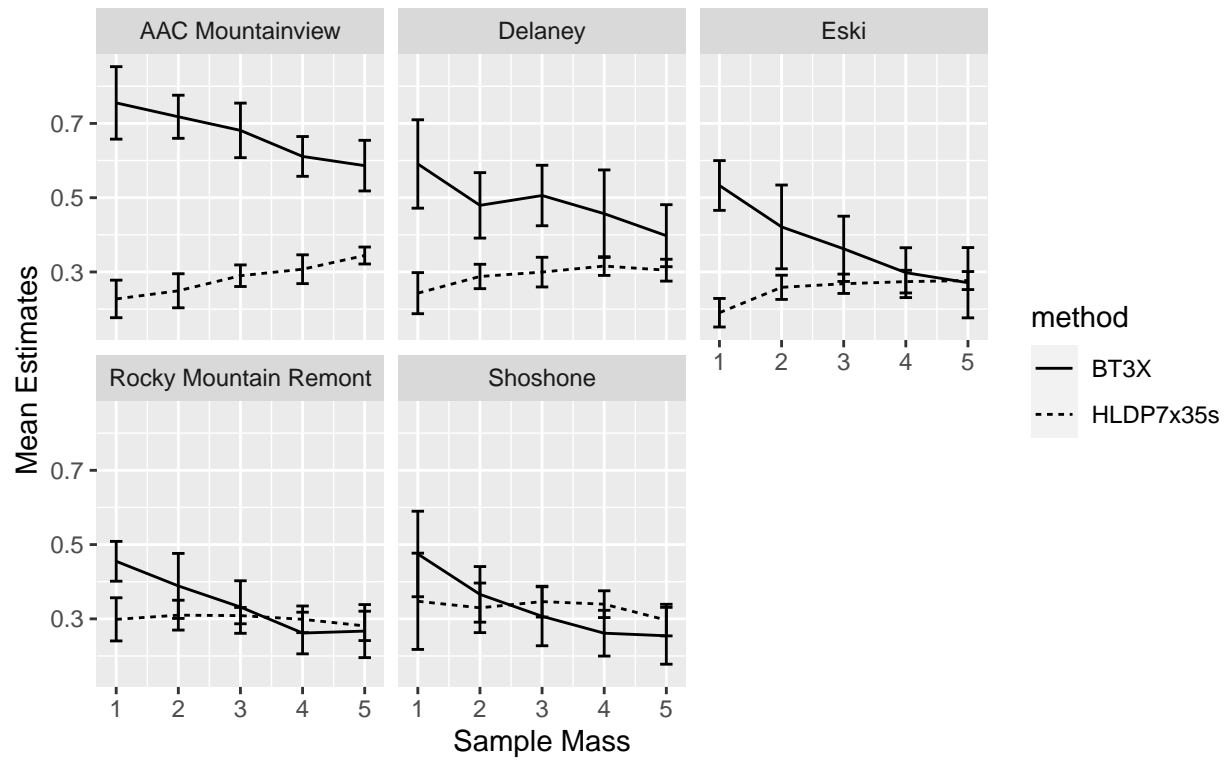 AAC Mountainview
Delaney
Eski
0.7
0.5
0.3
1 2 3 4 5
Rocky Mountain Remont
Shoshone
0.7
0.5
0.3
1 2 3 4 5
1 2 3 4 5
Sample Mass
Mean Estimates
method
BT3X
HLDP7x35s